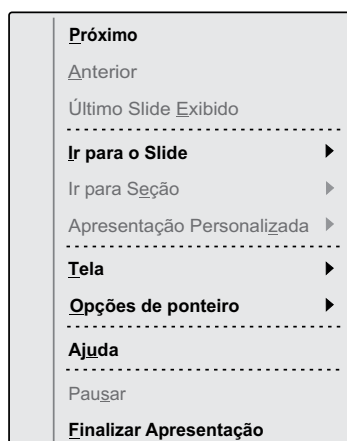 Próximo
Anterior
Último Slide Exibido
Ir para o Slide
Ir para Seção
Apresentação Personalizada
Tela
Opções de ponteiro
Ajuda
Pausar
Finalizar Apresentação